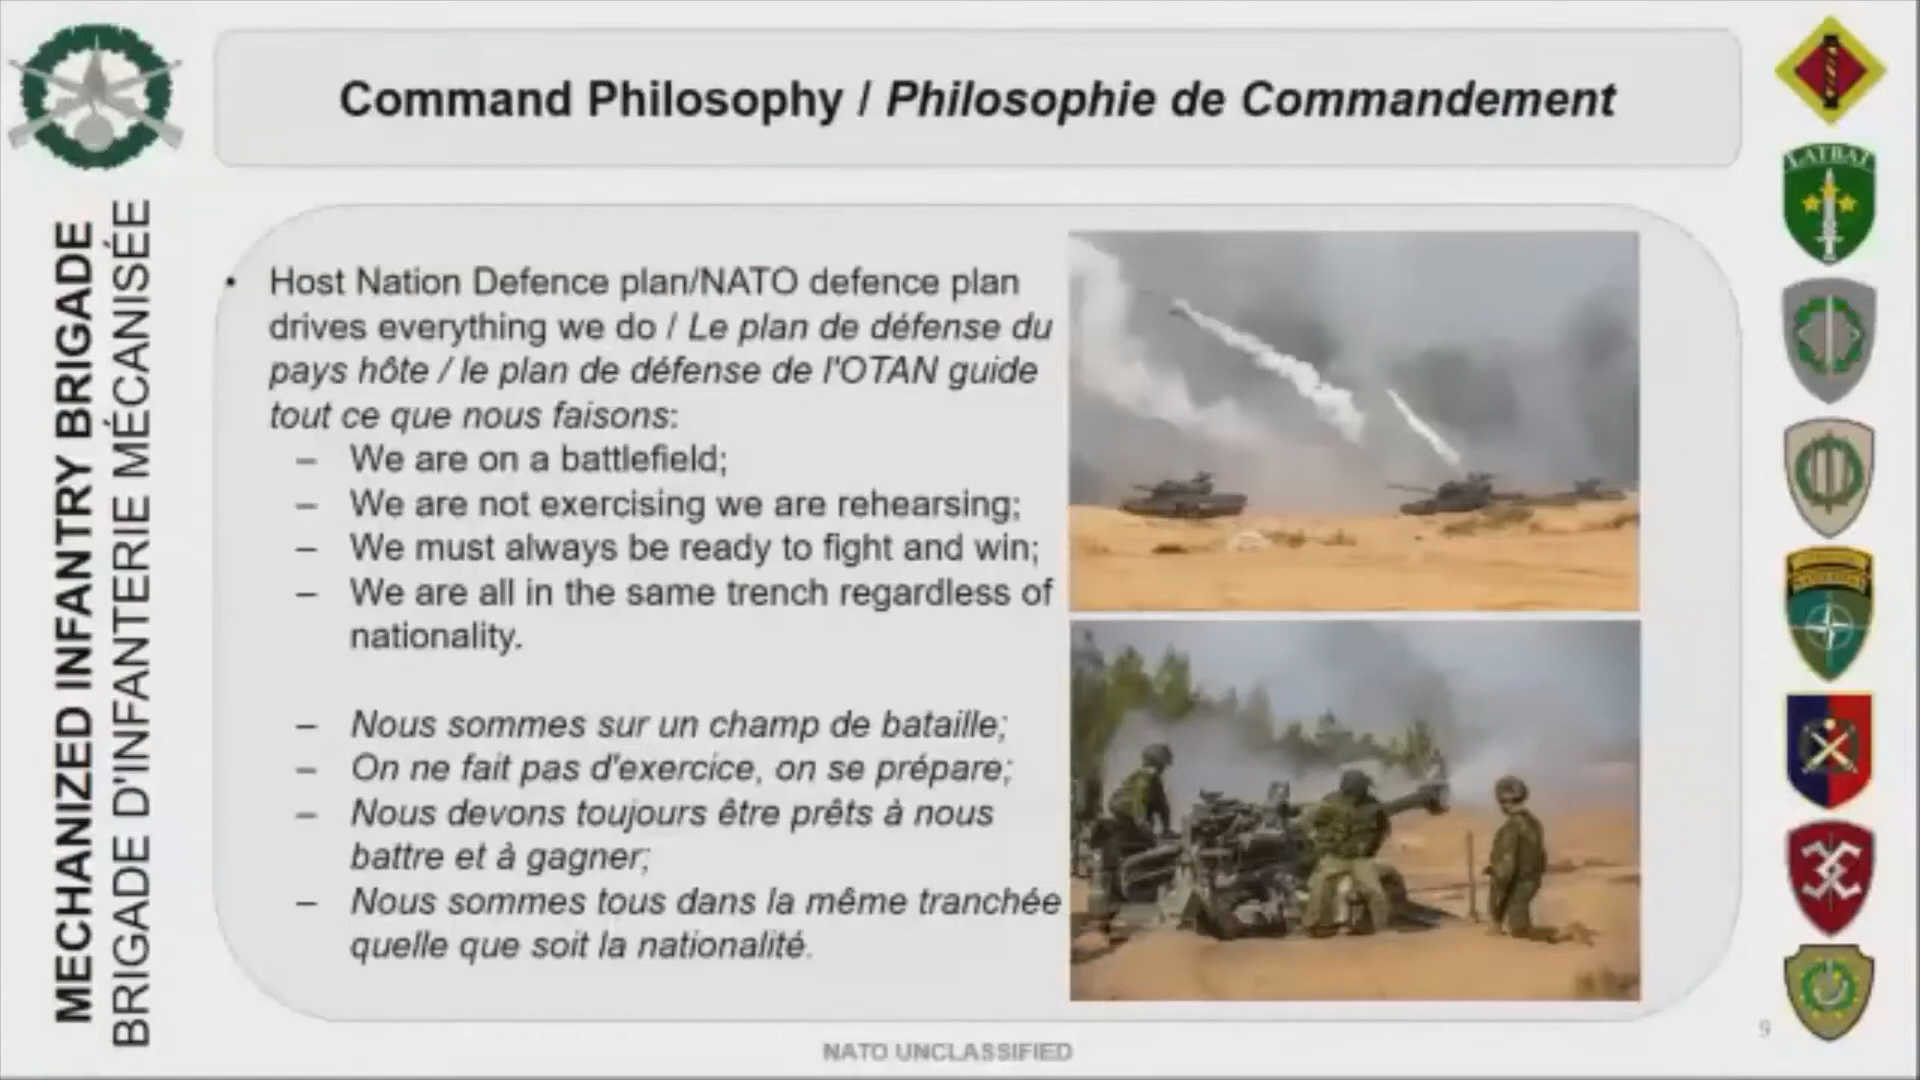 Command Philosophy / Philosophie de Commandement
MECHANIZED INFANTRY BRIGADE
BRIGADE D'INFANTERIE MÉCANISÉE
• Host Nation Defence plan/NATO defence plan
drives everything we do / Le plan de défense du
pays hôte / le plan de défense de l'OTAN guide
tout ce que nous faisons:
– We are on a battlefield;
– We are not exercising we are rehearsing;
– We must always be ready to fight and win;
– We are all in the same trench regardless of
nationality.
– Nous sommes sur un champ de bataille;
– On ne fait pas d'exercice, on se prépare;
– Nous devons toujours être prêts à nous
battre et à gagner;
– Nous sommes tous dans la même tranchée
quelle que soit la nationalité.
LATBAT
NATO UNCLASSIFIED
9